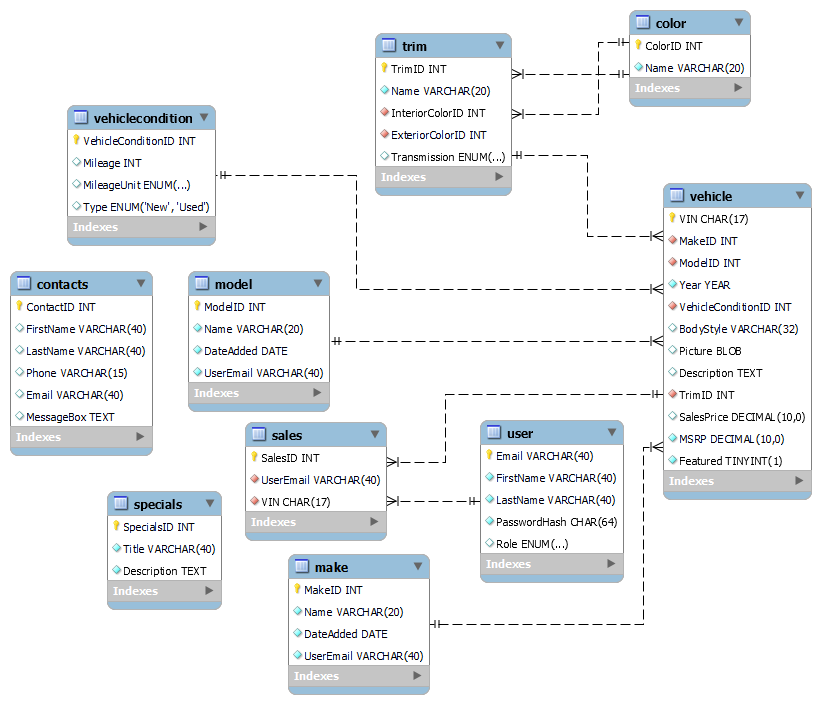 color
ColorID INT
Name VARCHAR(20)
Indexes
trim
TrimID INT
Name VARCHAR(20)
InteriorColorID INT
ExteriorColorID INT
Transmission ENUM(...)
Indexes
vehiclecondition
VehicleConditionID INT
Mileage INT
MileageUnit ENUM(...)
Type ENUM('New', 'Used')
Indexes
vehicle
VIN CHAR(17)
MakeID INT
ModelID INT
Year YEAR
VehicleConditionID INT
BodyStyle VARCHAR(32)
Picture BLOB
Description TEXT
TrimID INT
SalesPrice DECIMAL(10,0)
MSRP DECIMAL(10,0)
Featured TINYINT(1)
Indexes
contacts
ContactID INT
FirstName VARCHAR(40)
LastName VARCHAR(40)
Phone VARCHAR(15)
Email VARCHAR(40)
MessageBox TEXT
Indexes
model
ModelID INT
Name VARCHAR(20)
DateAdded DATE
UserEmail VARCHAR(40)
Indexes
sales
SalesID INT
UserEmail VARCHAR(40)
VIN CHAR(17)
Indexes
user
Email VARCHAR(40)
FirstName VARCHAR(40)
LastName VARCHAR(40)
PasswordHash CHAR(64)
Role ENUM(...)
Indexes
specials
SpecialsID INT
Title VARCHAR(40)
Description TEXT
Indexes
make
MakeID INT
Name VARCHAR(20)
DateAdded DATE
UserEmail VARCHAR(40)
Indexes